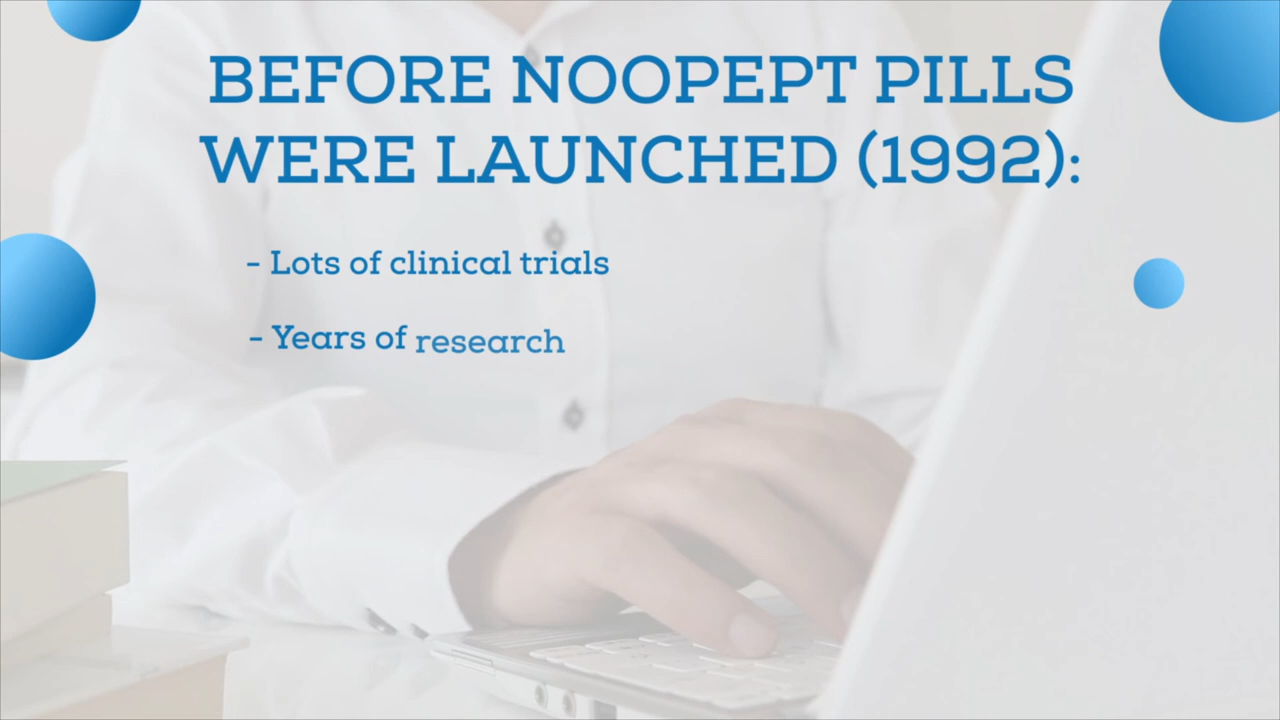 BEFORE NOOPEPT PILLS
WERE LAUNCHED (1992):
- Lots of clinical trials
- Years of research